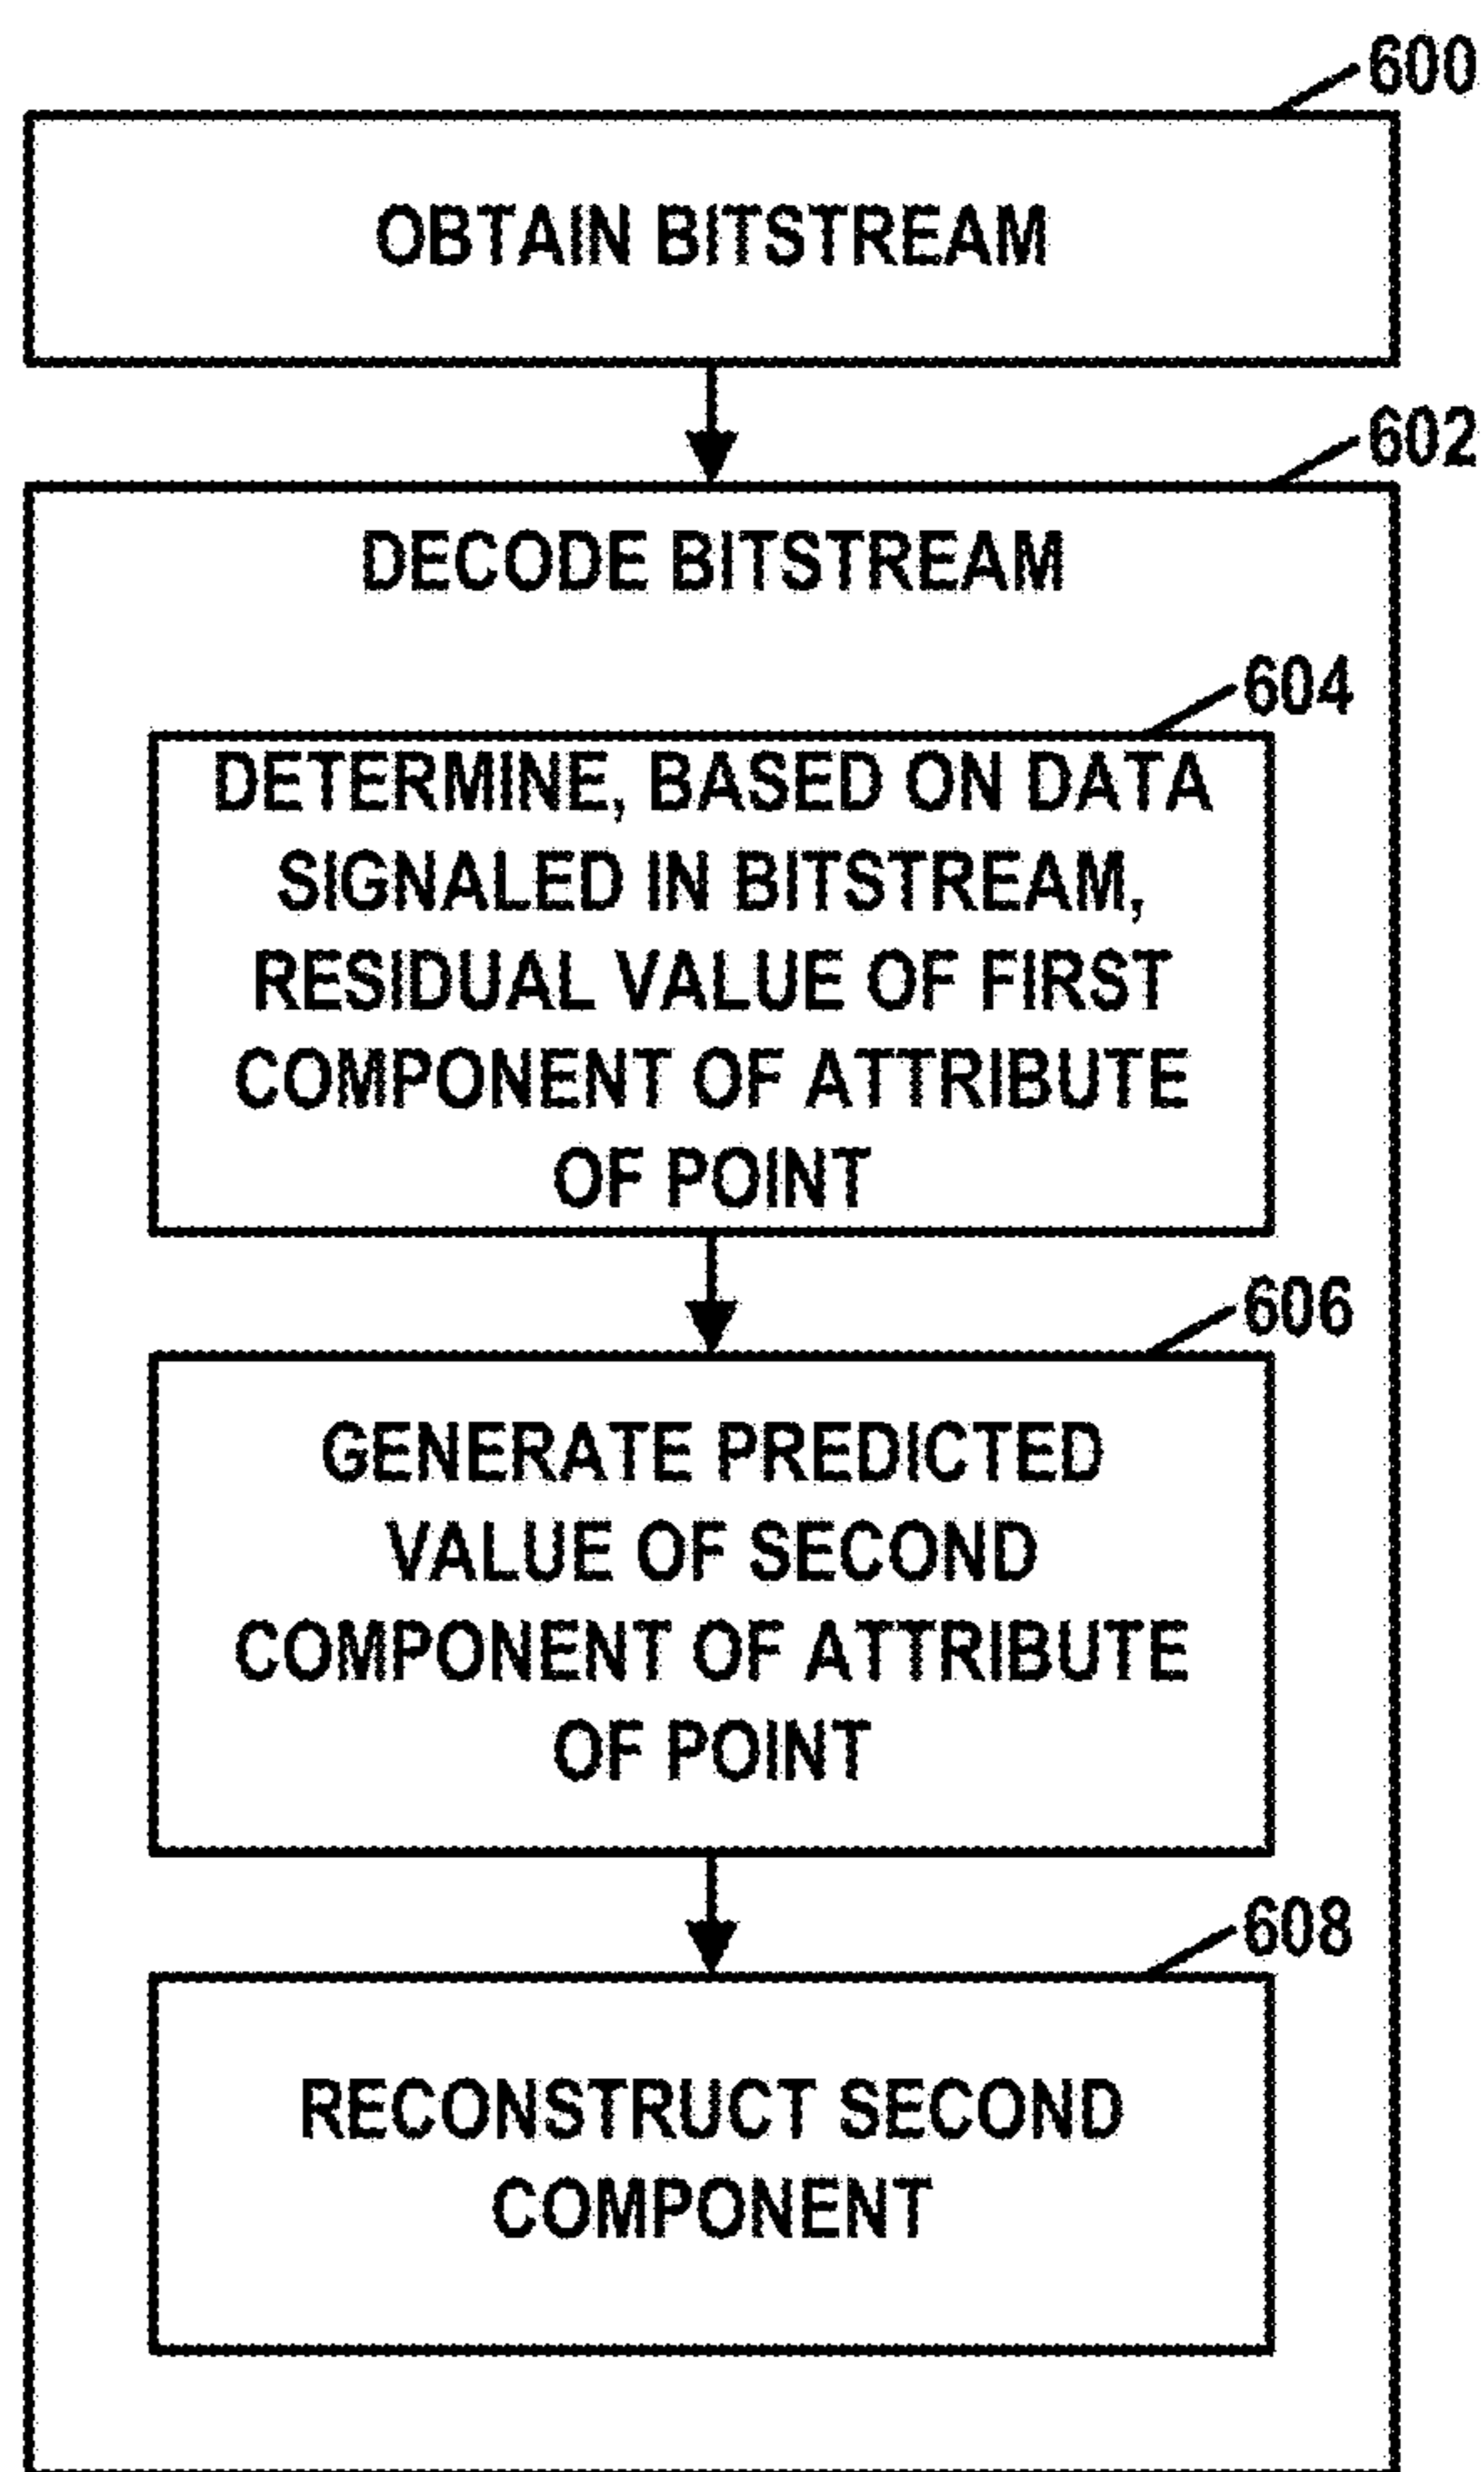 600
OBTAIN BITSTREAM
602
DECODE BITSTREAM
604
DETERMINE, BASED ON DATA
SIGNALED IN BITSTREAM,
RESIDUAL VALUE OF FIRST
COMPONENT OF ATTRIBUTE
OF POINT
606
GENERATE PREDICTED
VALUE OF SECOND
COMPONENT OF ATTRIBUTE
OF POINT
608
RECONSTRUCT SECOND
COMPONENT